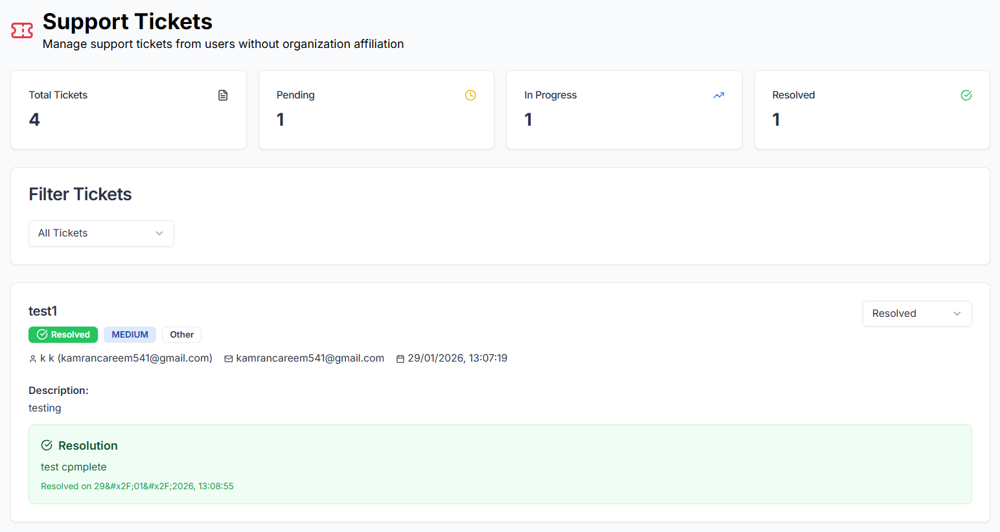 Support Tickets
Manage support tickets from users without organization affiliation
Total Tickets
4
Pending
1
In Progress
1
Resolved
1
Filter Tickets
All Tickets
test1
Resolved
Resolved MEDIUM Other
k k (kamrancareem541@gmail.com) kamrancareem541@gmail.com 29/01/2026, 13:07:19
Description:
testing
Resolution
test cpmplete
Resolved on 29&#x2F;01&#x2F;2026, 13:08:55